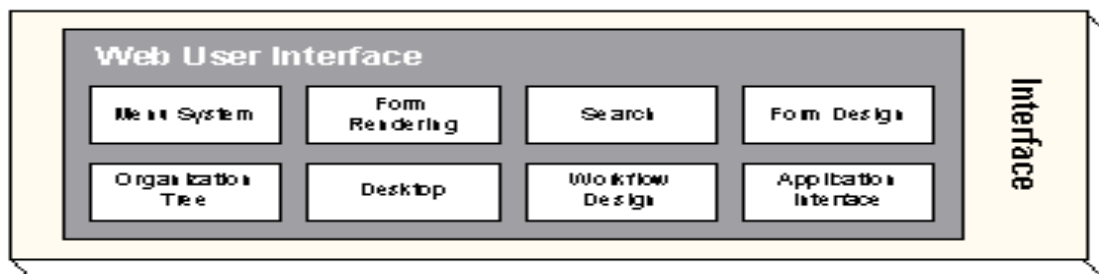 Web User Interface
Menu System
Form
Rendering
Search
Form Design
Organization
Tree
Desktop
Workflow
Design
Application
Interface
Interface